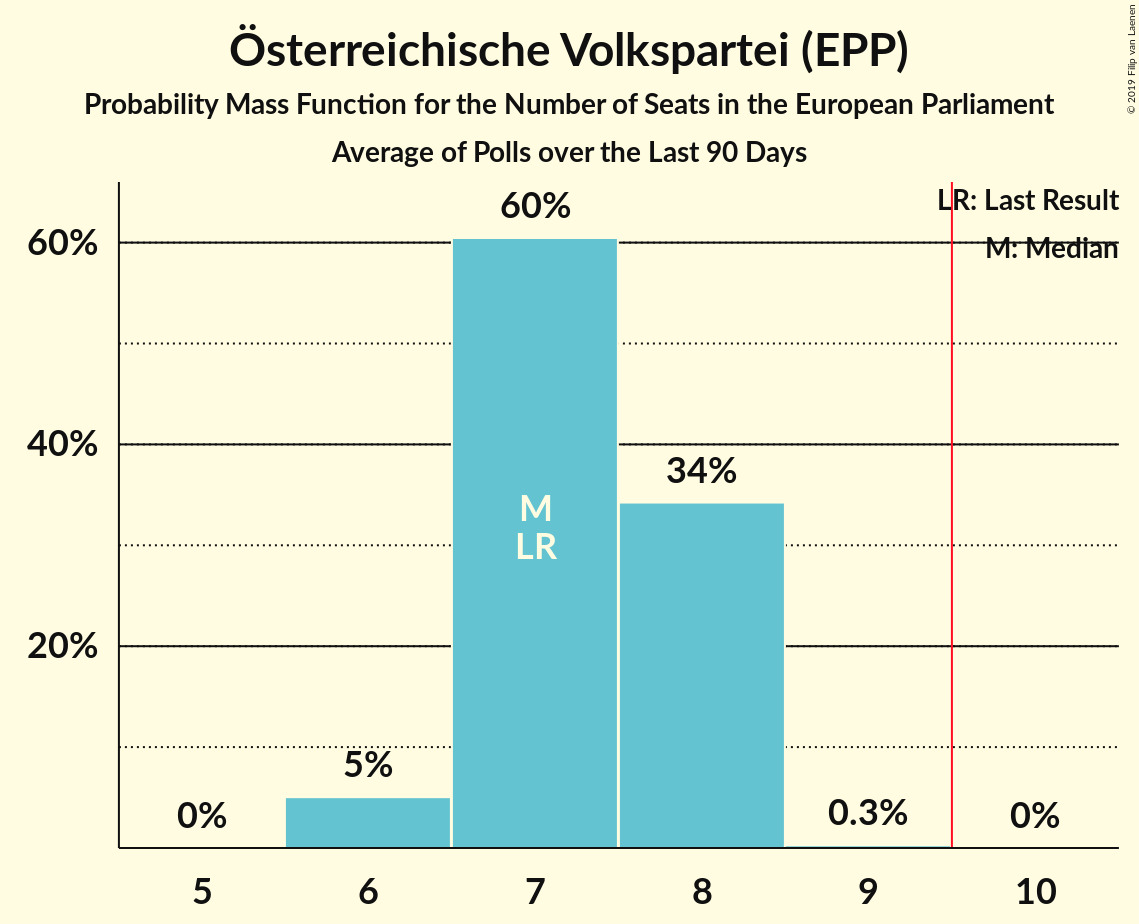 Österreichische Volkspartei (EPP)
Probability Mass Function for the Number of Seats in the European Parliament
Average of Polls over the Last 90 Days
© 2019 Filip van Laenen
LR: Last Result
M: Median
60%
40%
20%
0%
5%
60%
34%
0.3%
0%
M
LR
5
6
7
8
9
10